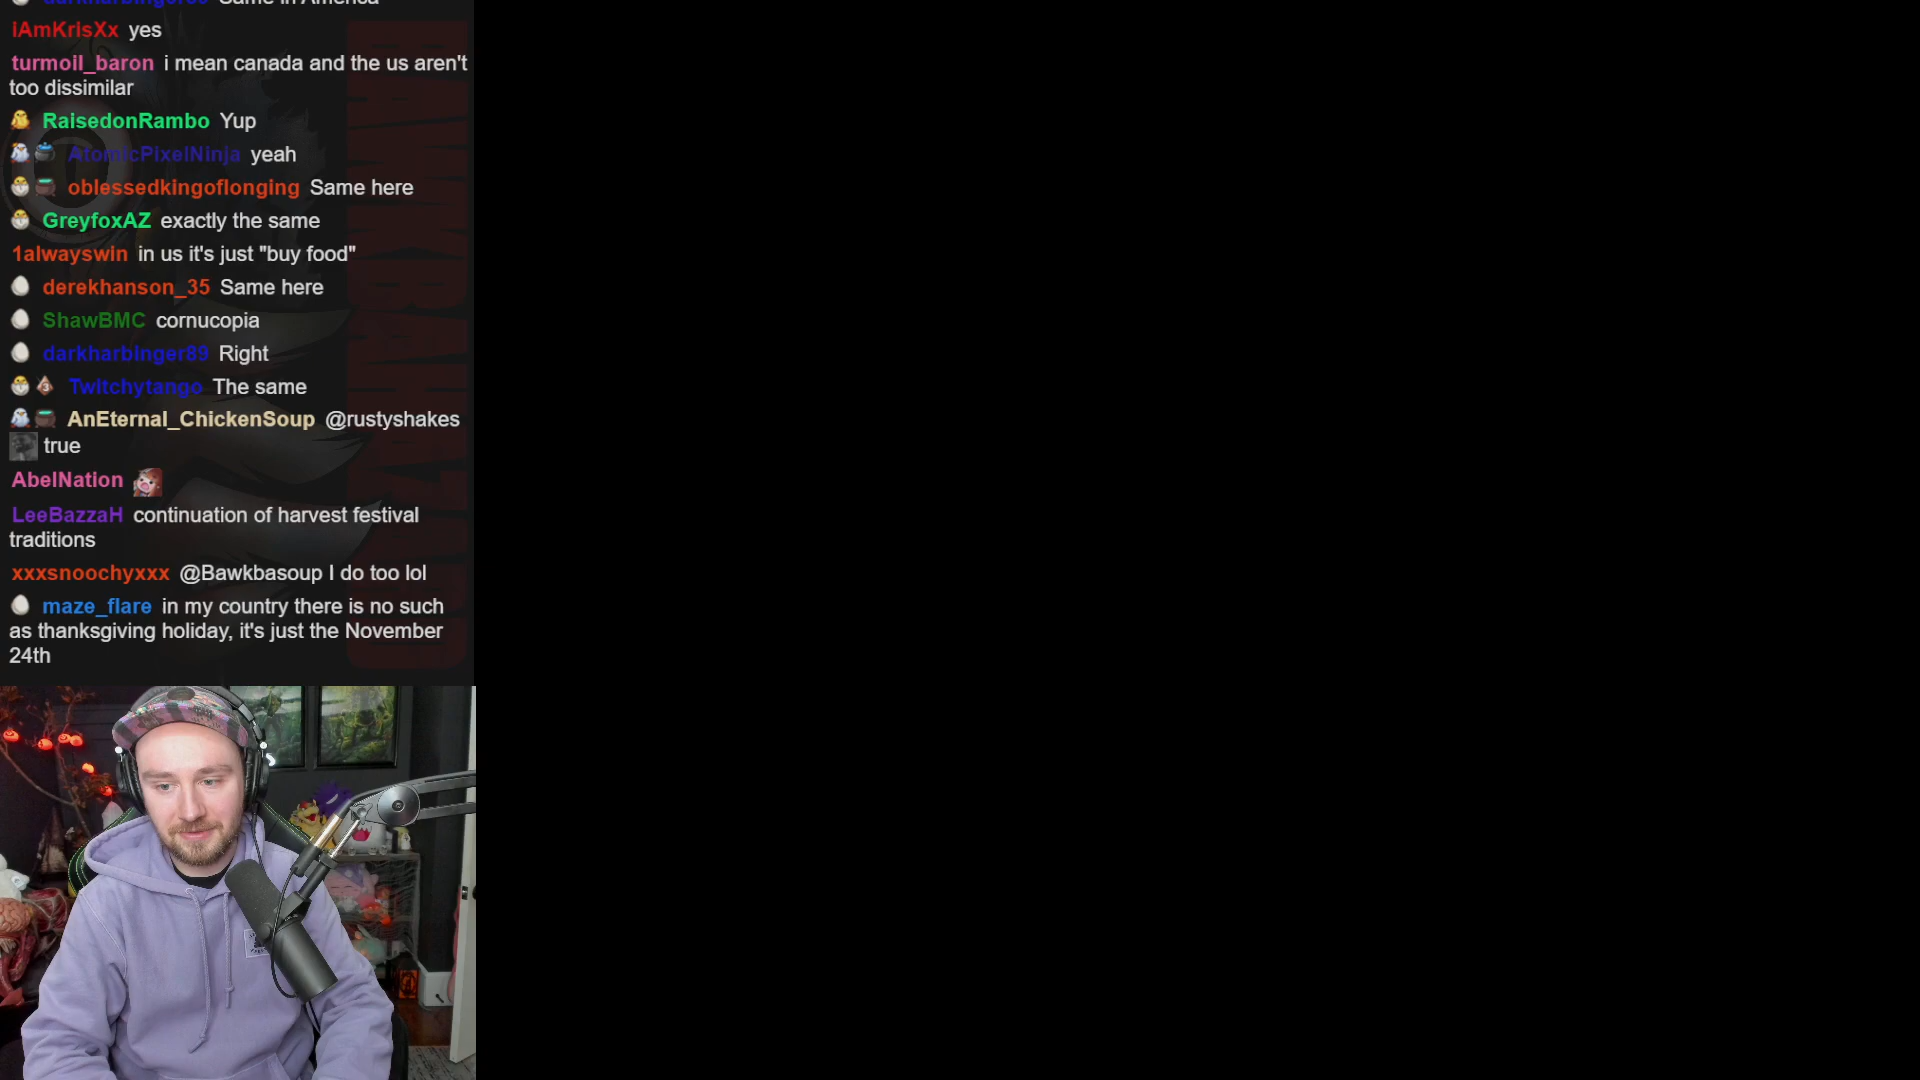 iAmKrisXx yes
turmoil_baron i mean canada and the us aren't
too dissimilar
RaisedonRambo Yup
AtomicPixelNinja yeah
oblessedkingoflonging Same here
GreyfoxAZ exactly the same
1alwayswin in us it's just "buy food"
derekhanson_35 Same here
ShawBMC cornucopia
darkharbInger89 Right
TwItchytango The same
AnEternal_ChickenSoup @rustyshakes
true
AbelNation
LeeBazzaH continuation of harvest festival
traditions
xxxsnoochyxxx @Bawkbasoup I do too lol
maze_flare in my country there is no such
as thanksgiving holiday, it's just the November
24th